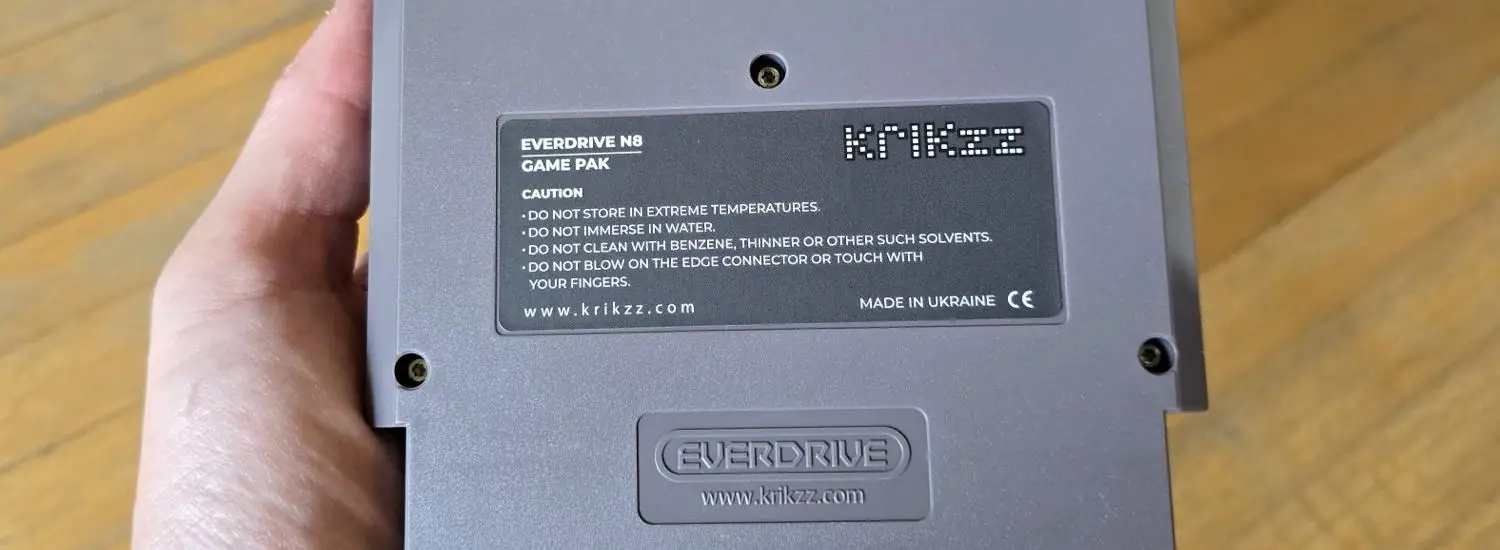 EVERDRIVE N8
GAME PAK
krikzz
CAUTION
• DO NOT STORE IN EXTREME TEMPERATURES.
• DO NOT IMMERSE IN WATER.
• DO NOT CLEAN WITH BENZENE, THINNER OR OTHER SUCH SOLVENTS.
• DO NOT BLOW ON THE EDGE CONNECTOR OR TOUCH WITH
YOUR FINGERS.
www.krikzz.com
MADE IN UKRAINE CE
EVERDRIVE
www.krikzz.com